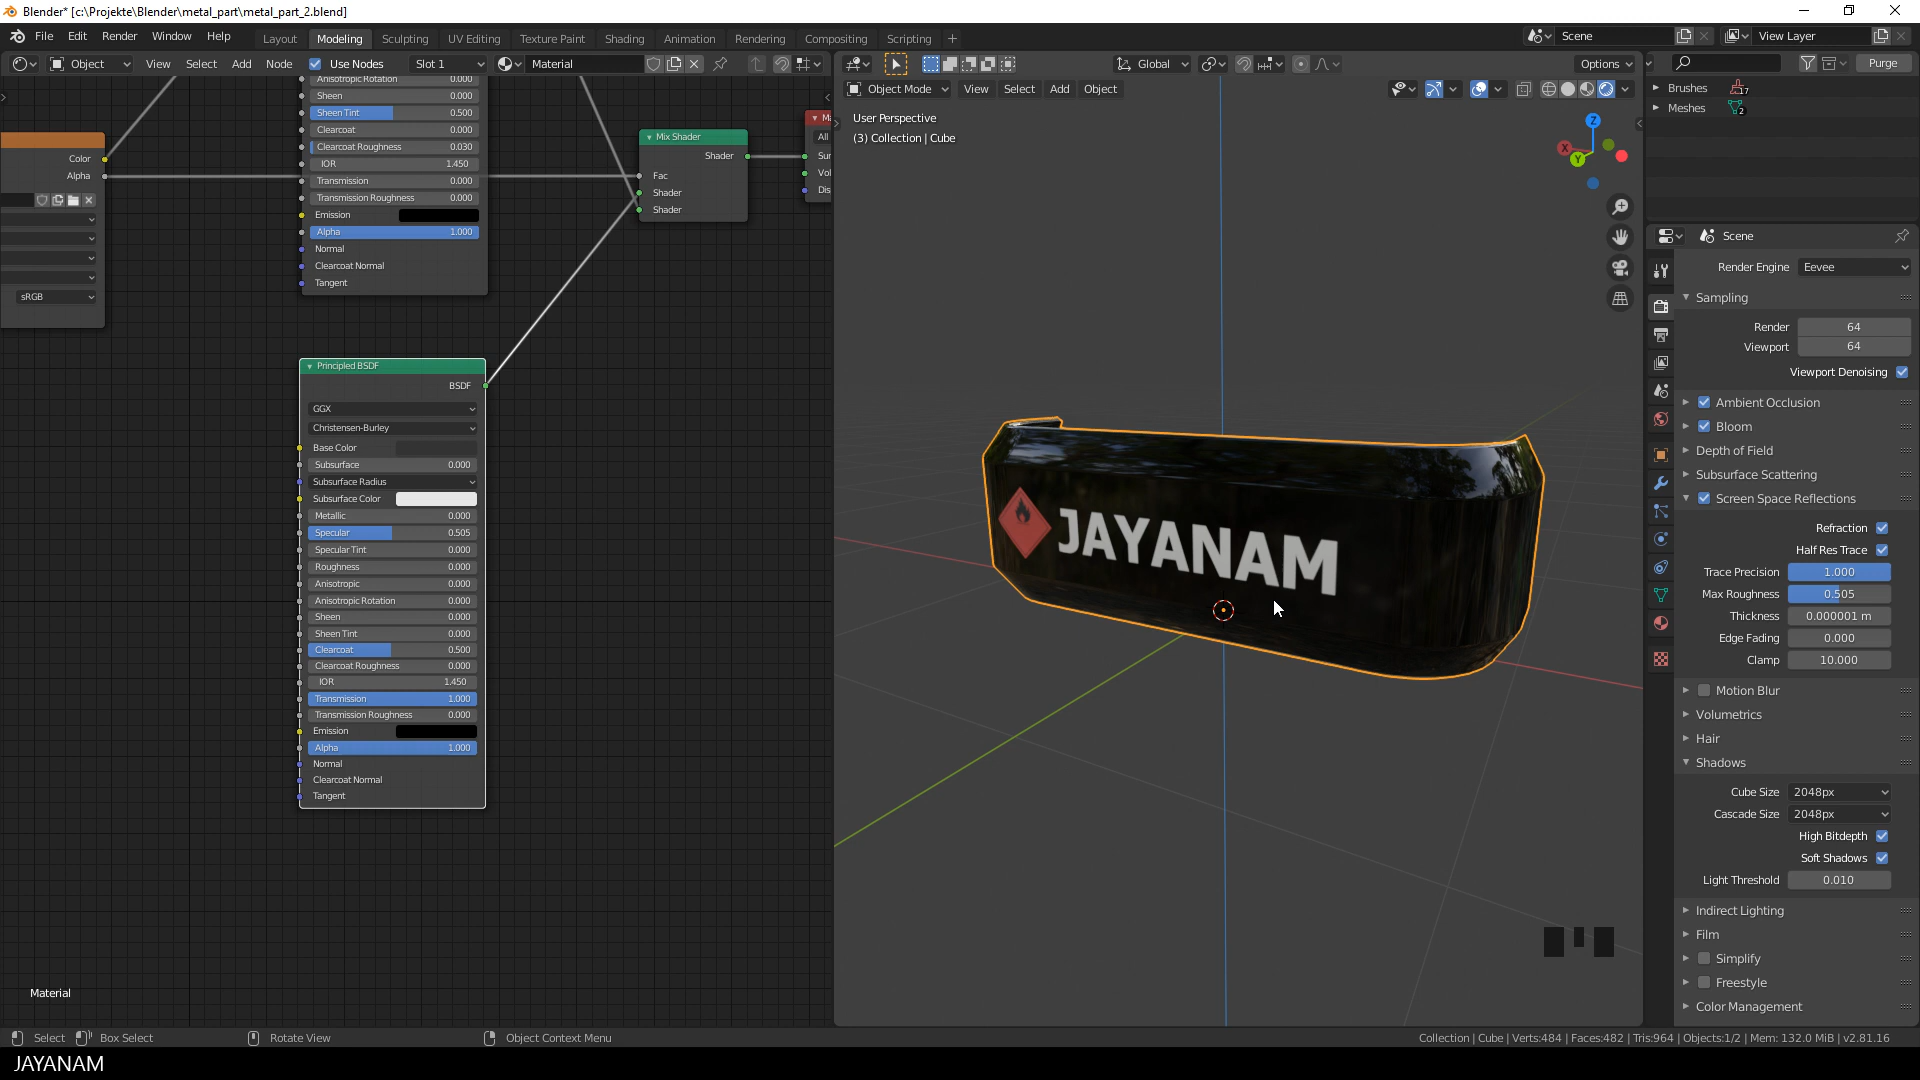 Blender* [c:\Projekte\Blender\metal_part\metal_part_2.blend]
File Edit Render Window Help
Layout Modeling Sculpting UV Editing Texture Paint Shading Animation Rendering Compositing Scripting +
Scene
View Layer
Object View Select Add Node Use Nodes Slot 1 Material
Global
Options
Purge
Object Mode View Select Add Object
User Perspective
(3) Collection | Cube
Brushes 17
Meshes 2
Z
X
Y
Color
Alpha
sRGB
Anisotropic Rotation 0.000
Sheen 0.000
Sheen Tint 0.500
Clearcoat 0.000
Clearcoat Roughness 0.030
IOR 1.450
Transmission 0.000
Transmission Roughness 0.000
Emission
Alpha 1.000
Normal
Clearcoat Normal
Tangent
Mix Shader
Shader
Fac
Shader
Shader
Ma
All
Sur
Vol
Dis
Principled BSDF
BSDF
GGX
Christensen-Burley
Base Color
Subsurface 0.000
Subsurface Radius
Subsurface Color
Metallic 0.000
Specular 0.505
Specular Tint 0.000
Roughness 0.000
Anisotropic 0.000
Anisotropic Rotation 0.000
Sheen 0.000
Sheen Tint 0.000
Clearcoat 0.500
Clearcoat Roughness 0.000
IOR 1.450
Transmission 1.000
Transmission Roughness 0.000
Emission
Alpha 1.000
Normal
Clearcoat Normal
Tangent
Material
JAYANAM
Scene
Render Engine Eevee
Sampling
Render 64
Viewport 64
Viewport Denoising
Ambient Occlusion
Bloom
Depth of Field
Subsurface Scattering
Screen Space Reflections
Refraction
Half Res Trace
Trace Precision 1.000
Max Roughness 0.505
Thickness 0.000001 m
Edge Fading 0.000
Clamp 10.000
Motion Blur
Volumetrics
Hair
Shadows
Cube Size 2048px
Cascade Size 2048px
High Bitdepth
Soft Shadows
Light Threshold 0.010
Indirect Lighting
Film
Simplify
Freestyle
Color Management
Select Box Select Rotate View Object Context Menu
Collection | Cube | Verts:484 | Faces:482 | Tris:964 | Objects:1/2 | Mem: 132.0 MiB | v2.81.16
JAYANAM